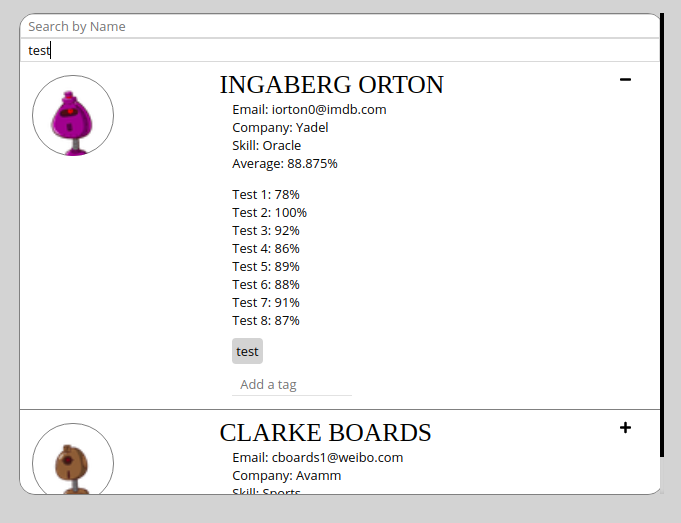 Search by Name
test
INGABERG ORTON
Email: iorton0@imdb.com
Company: Yadel
Skill: Oracle
Average: 88.875%
Test 1: 78%
Test 2: 100%
Test 3: 92%
Test 4: 86%
Test 5: 89%
Test 6: 88%
Test 7: 91%
Test 8: 87%
test
Add a tag
CLARKE BOARDS
Email: cboards1@weibo.com
Company: Avamm
Skill: Sports